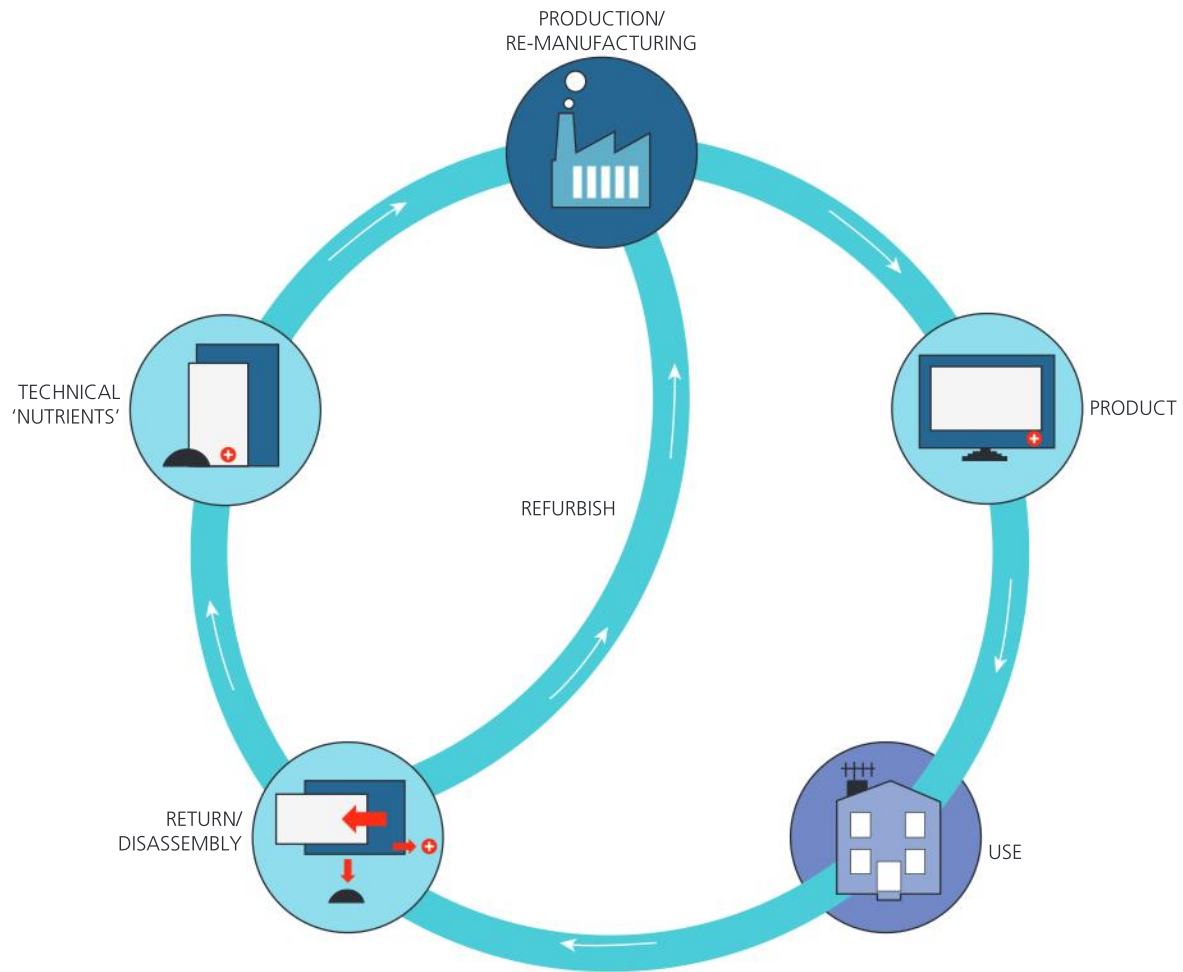 PRODUCTION/
RE-MANUFACTURING
TECHNICAL
‘NUTRIENTS’
PRODUCT
REFURBISH
RETURN/
DISASSEMBLY
USE